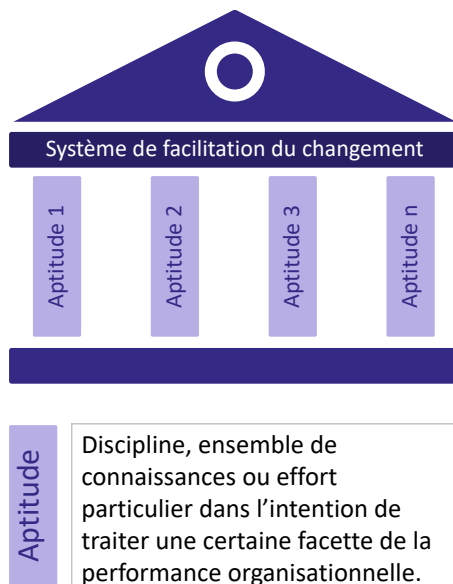 Système de facilitation du changement
Aptitude 1
Aptitude 2
Aptitude 3
Aptitude n
Aptitude
Discipline, ensemble de
connaissances ou effort
particulier dans l’intention de
traiter une certaine facette de la
performance organisationnelle.